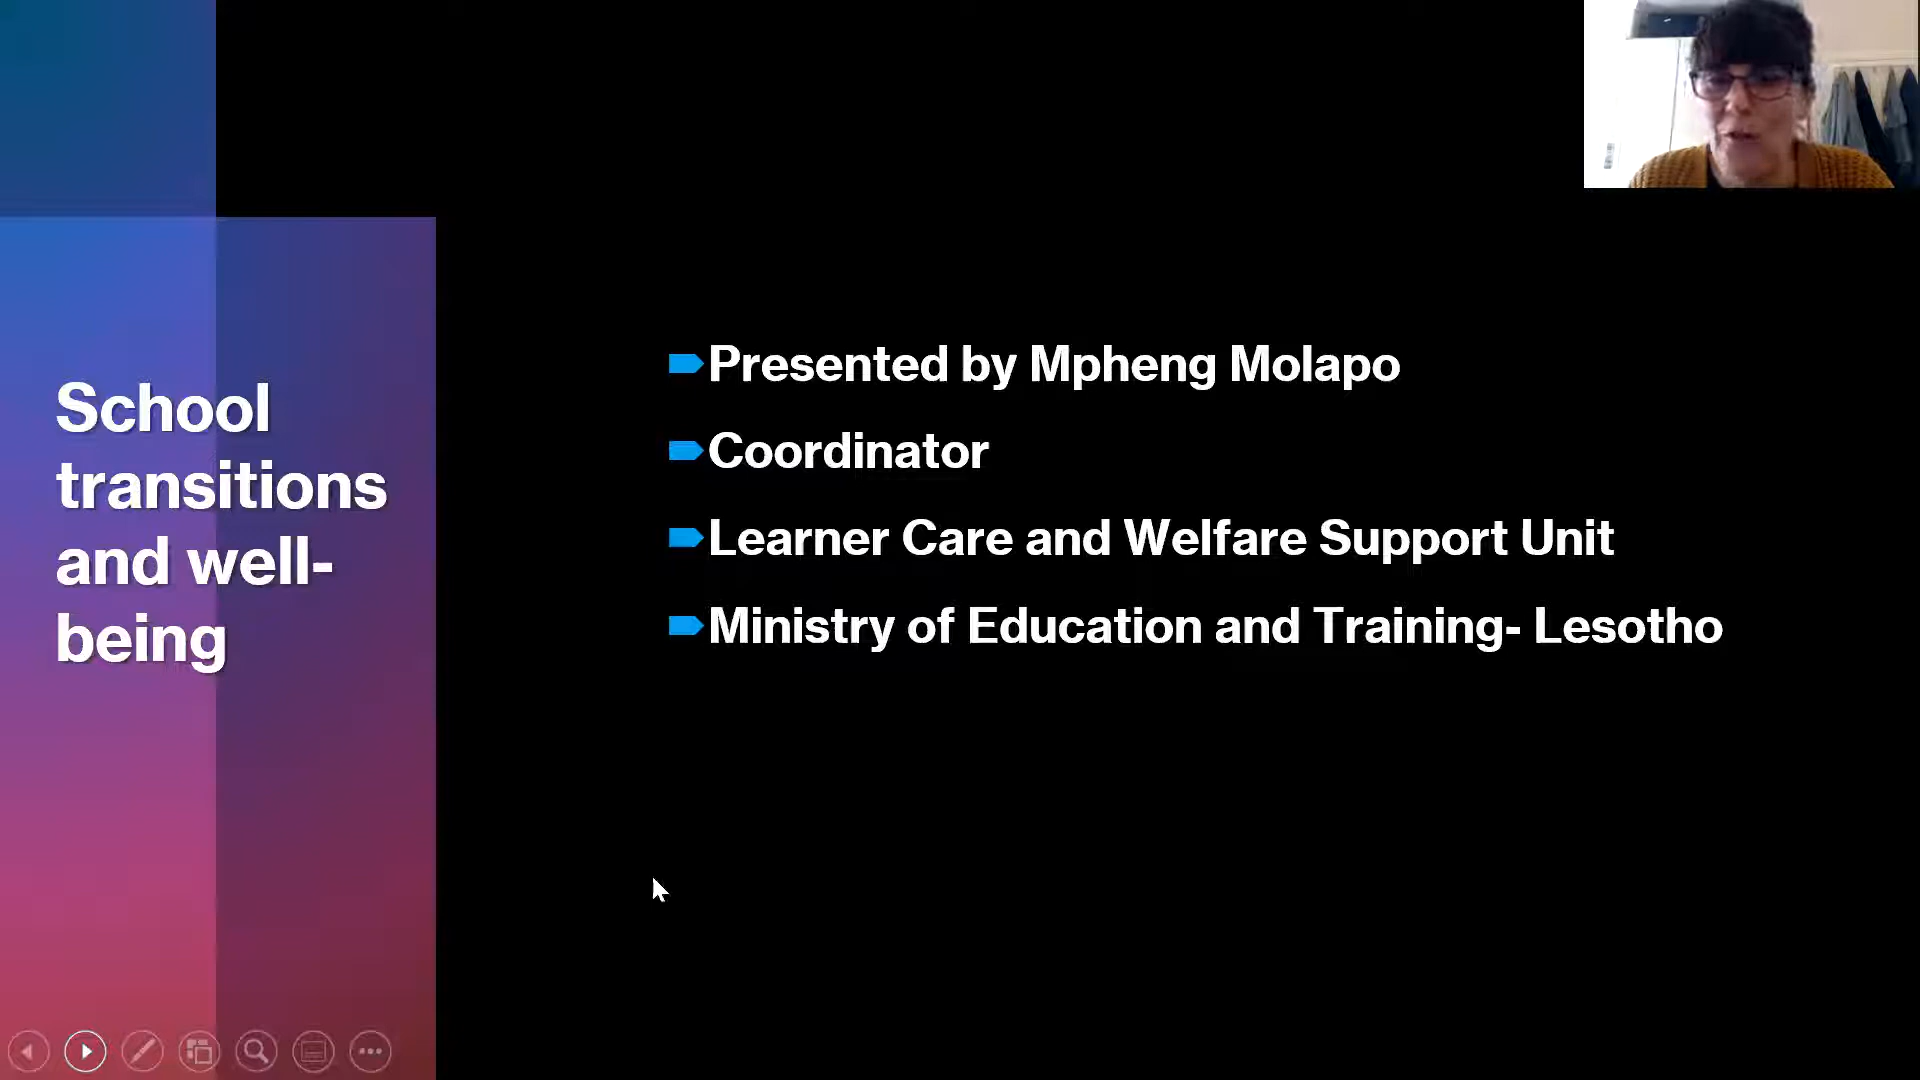 School
transitions
and well-
being
Presented by Mpheng Molapo
Coordinator
Learner Care and Welfare Support Unit
Ministry of Education and Training- Lesotho